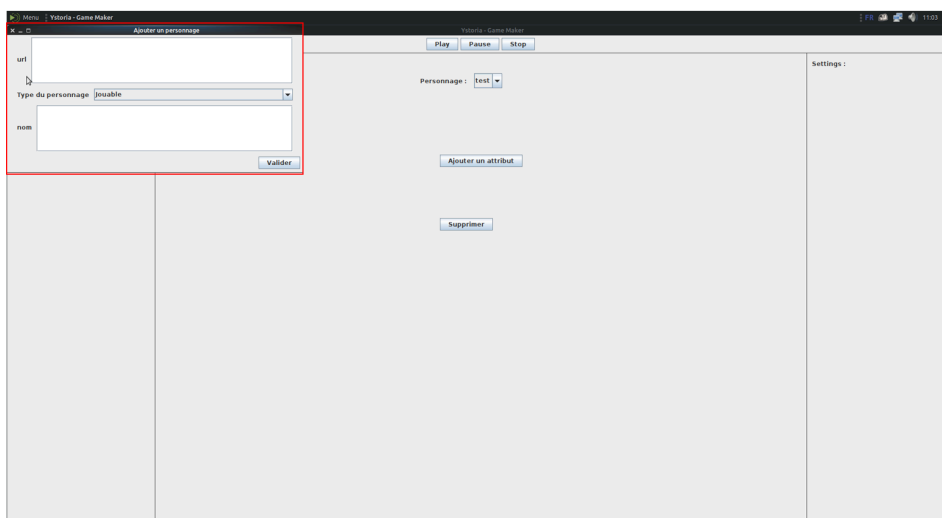 Menu Ystoria - Game Maker FR 11:03
Ajouter un personnage Ystoria - Game Maker
Play Pause Stop
url
Settings :
Personnage : test
Type du personnage Jouable
nom
Valider
Ajouter un attribut
Supprimer